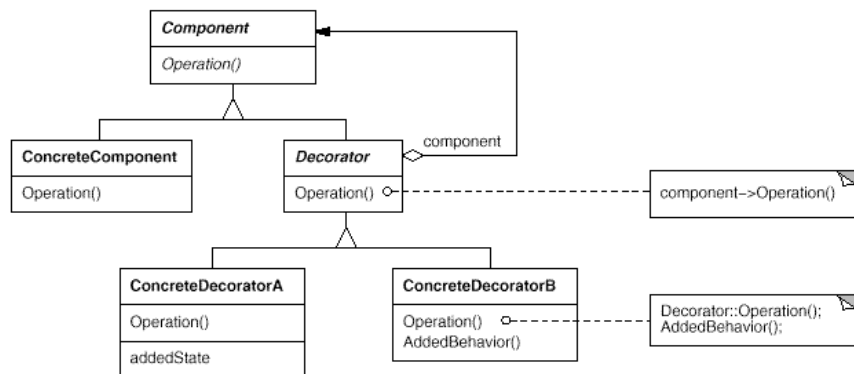 Component
Operation()
component
ConcreteComponent
Operation()
Decorator
Operation()
component->Operation()
ConcreteDecoratorA
Operation()
addedState
ConcreteDecoratorB
Operation()
AddedBehavior()
Decorator::Operation();
AddedBehavior();